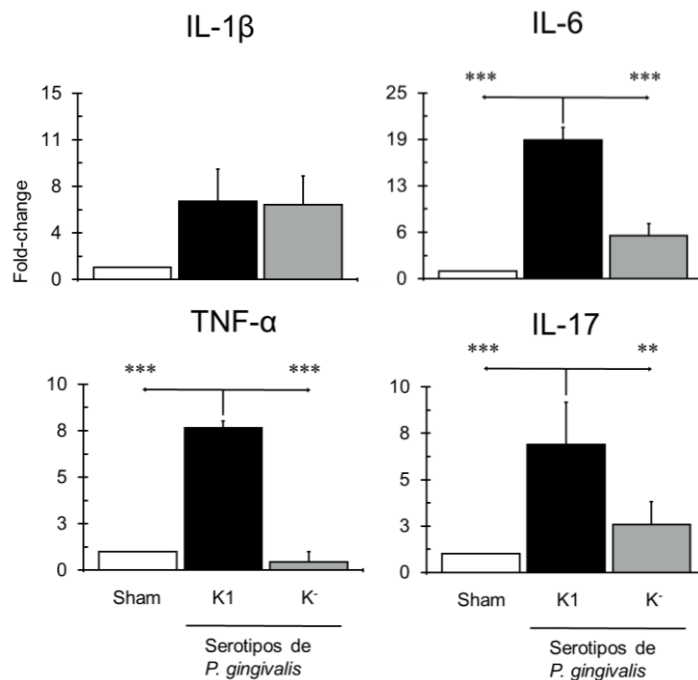 IL-1β
IL-6
Fold-change
15
11
8
4
0
*** ***
25
19
13
6
0
TNF-α
IL-17
*** ***
10
8
5
3
0
*** **
10
8
5
3
0
Sham K1 K-
Sham K1 K-
Serotipos de
P. gingivalis
Serotipos de
P. gingivalis